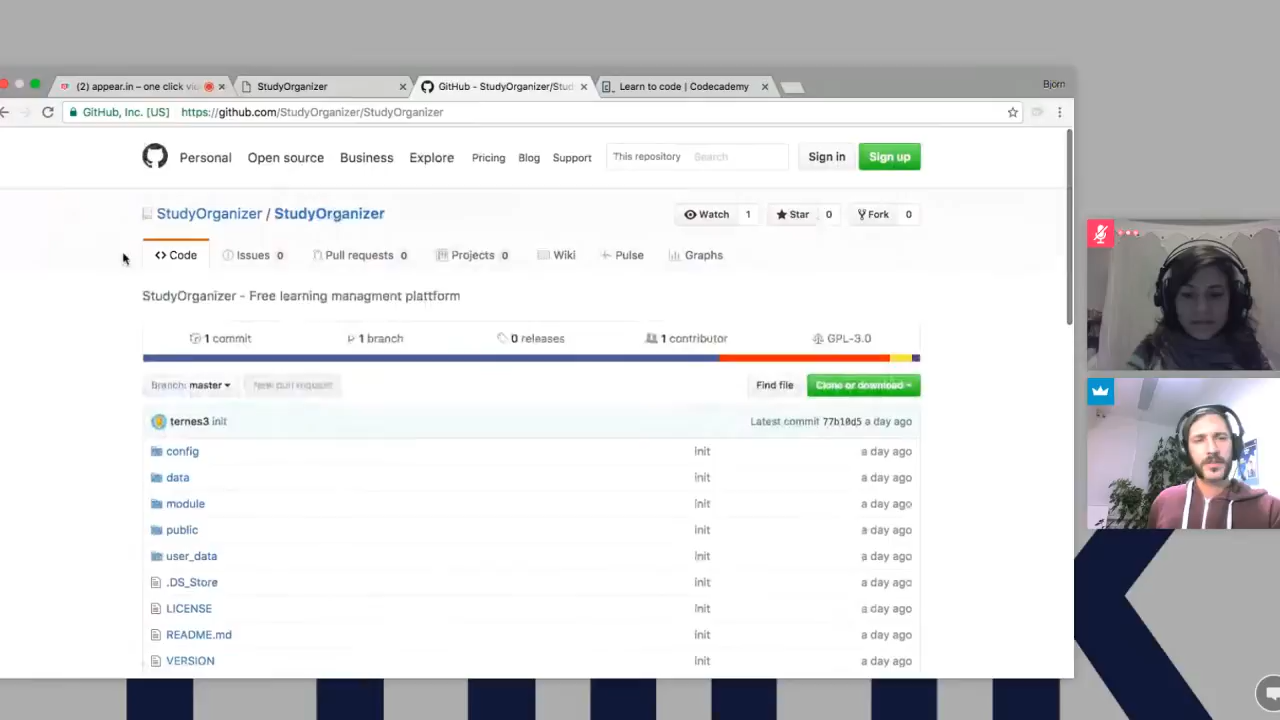 (2) appear.in – one click vi
StudyOrganizer
GitHub - StudyOrganizer/Stud
Learn to code | Codecademy
Bjorn
GitHub, Inc. [US]
https://github.com/StudyOrganizer/StudyOrganizer
Personal
Open source
Business
Explore
Pricing
Blog
Support
This repository
Search
Sign in
Sign up
StudyOrganizer / StudyOrganizer
Watch 1
Star 0
Fork 0
<> Code
Issues 0
Pull requests 0
Projects 0
Wiki
Pulse
Graphs
StudyOrganizer - Free learning managment plattform
1 commit
1 branch
0 releases
1 contributor
GPL-3.0
Branch: master
New pull request
Find file
Clone or download
ternes3 init
Latest commit 77b10d5 a day ago
config init a day ago
data init a day ago
module init a day ago
public init a day ago
user_data init a day ago
.DS_Store init a day ago
LICENSE init a day ago
README.md init a day ago
VERSION init a day ago